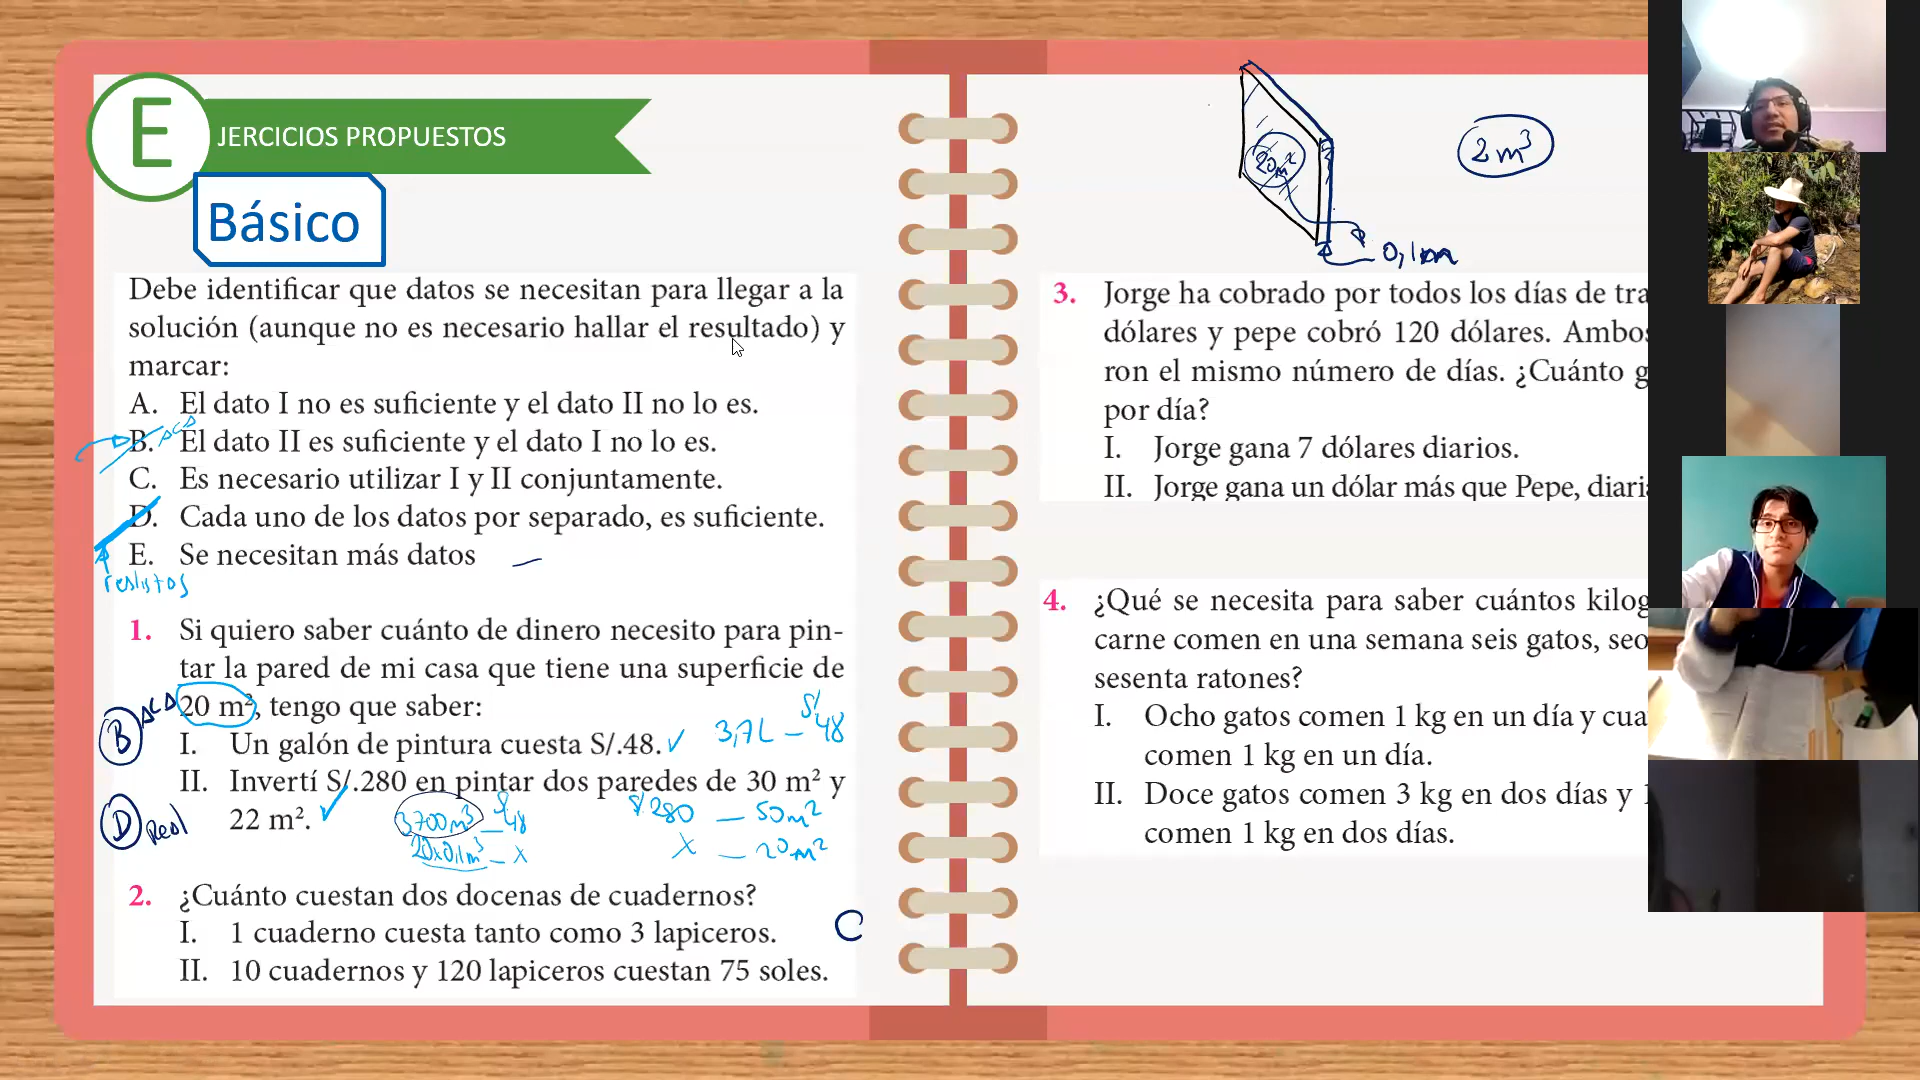 EJERCICIOS PROPUESTOS
Básico
Debe identificar que datos se necesitan para llegar a la
solución (aunque no es necesario hallar el resultado) y
marcar:
A. El dato I no es suficiente y el dato II no lo es.
B. El dato II es suficiente y el dato I no lo es.
C. Es necesario utilizar I y II conjuntamente.
D. Cada uno de los datos por separado, es suficiente.
E. Se necesitan más datos
1. Si quiero saber cuánto de dinero necesito para pin-
tar la pared de mi casa que tiene una superficie de
20 m², tengo que saber:
I. Un galón de pintura cuesta S/.48.
3,7L – 48
S/
II. Invertí S/.280 en pintar dos paredes de 30 m² y
22 m².
B
D Real
3700m³ – 48
20x0,1m³ – x
S/ 280 – 50m²
x – 20m²
2. ¿Cuánto cuestan dos docenas de cuadernos?
I. 1 cuaderno cuesta tanto como 3 lapiceros.
C
II. 10 cuadernos y 120 lapiceros cuestan 75 soles.
20m²
2m³
0,1m
3. Jorge ha cobrado por todos los días de tra
dólares y pepe cobró 120 dólares. Ambos
ron el mismo número de días. ¿Cuánto g
por día?
I. Jorge gana 7 dólares diarios.
II. Jorge gana un dólar más que Pepe, diari
4. ¿Qué se necesita para saber cuántos kilog
carne comen en una semana seis gatos, seo
sesenta ratones?
I. Ocho gatos comen 1 kg en un día y cua
comen 1 kg en un día.
II. Doce gatos comen 3 kg en dos días y 1
comen 1 kg en dos días.